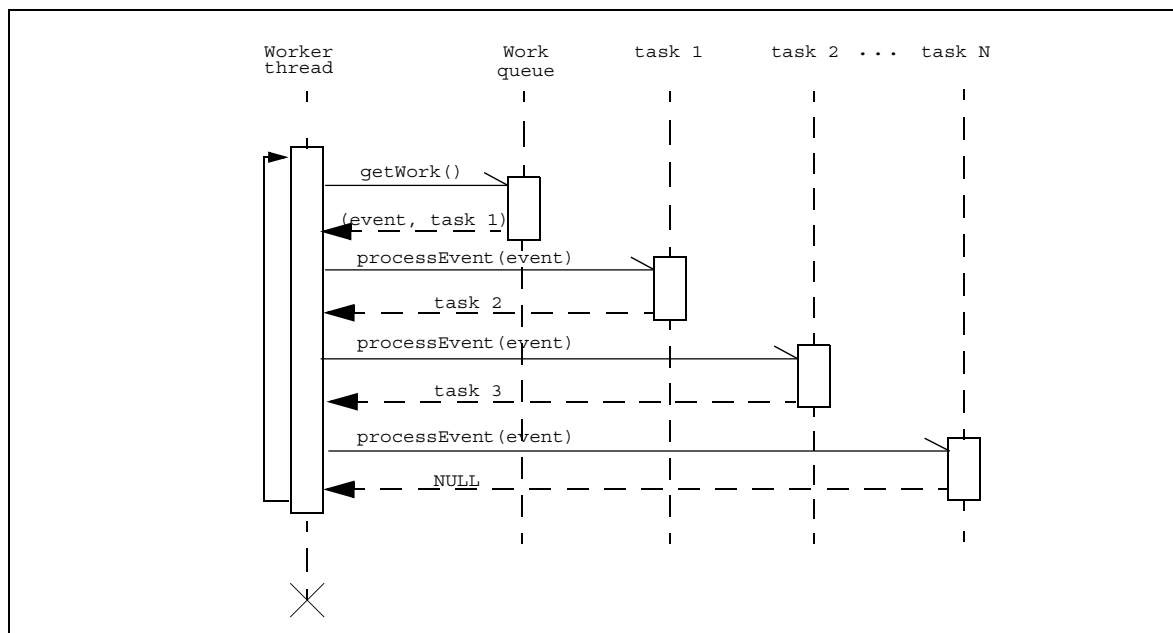 Worker
thread
Work
queue
task 1
task 2 ... task N
getWork()
(event, task 1)
processEvent(event)
task 2
processEvent(event)
task 3
processEvent(event)
NULL